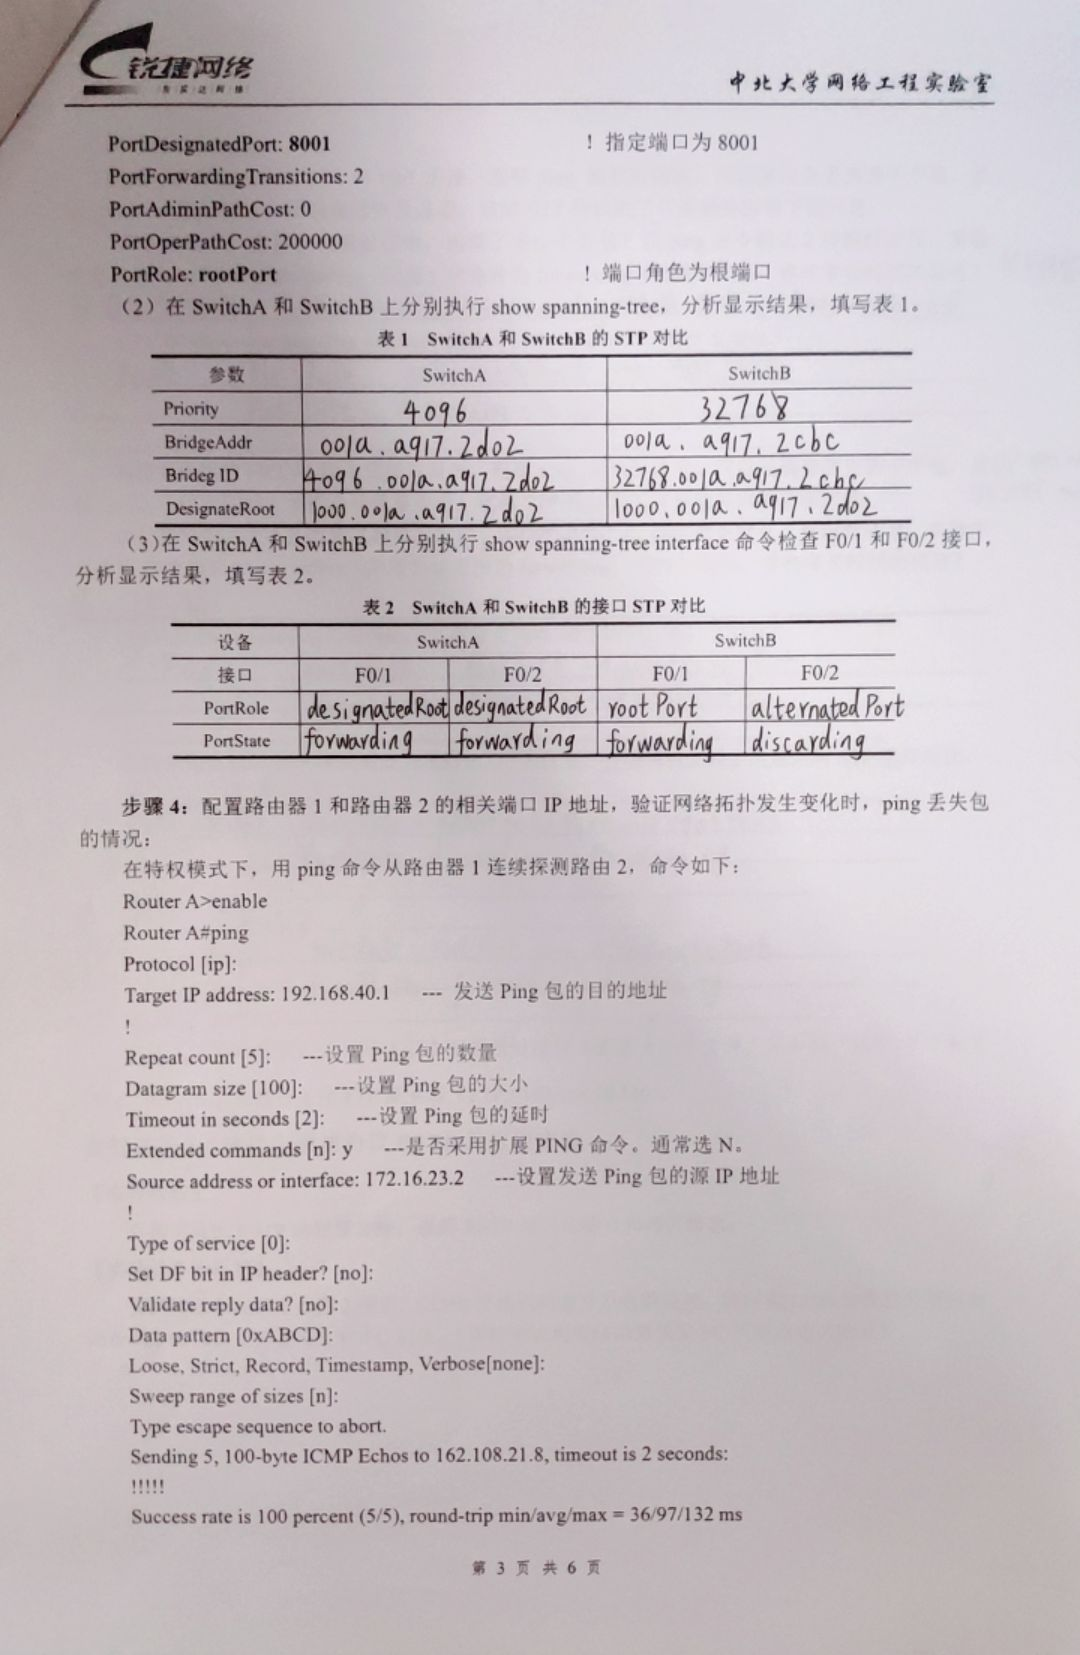 锐捷网络
中北大学网络工程实验室
PortDesignatedPort: 8001 ! 指定端口为 8001
PortForwardingTransitions: 2
PortAdiminPathCost: 0
PortOperPathCost: 200000
PortRole: rootPort ! 端口角色为根端口
（2）在 SwitchA 和 SwitchB 上分别执行 show spanning-tree，分析显示结果，填写表 1。
表 1 SwitchA 和 SwitchB 的 STP 对比
参数 SwitchA SwitchB
Priority 4096 32768
BridgeAddr 001a.a917.2d02 001a.a917.2cbc
Brideg ID 4096.001a.a917.2d02 32768.001a.a917.2cbc
DesignateRoot 1000.001a.a917.2d02 1000.001a.a917.2d02
（3）在 SwitchA 和 SwitchB 上分别执行 show spanning-tree interface 命令检查 F0/1 和 F0/2 接口，
分析显示结果，填写表 2。
表 2 SwitchA 和 SwitchB 的接口 STP 对比
设备 SwitchA SwitchB
接口 F0/1 F0/2 F0/1 F0/2
PortRole designatedRoot designatedRoot root Port alternated Port
PortState forwarding forwarding forwarding discarding
步骤 4：配置路由器 1 和路由器 2 的相关端口 IP 地址，验证网络拓扑发生变化时，ping 丢失包
的情况：
在特权模式下，用 ping 命令从路由器 1 连续探测路由 2，命令如下：
Router A>enable
Router A#ping
Protocol [ip]:
Target IP address: 192.168.40.1 --- 发送 Ping 包的目的地址
!
Repeat count [5]: ---设置 Ping 包的数量
Datagram size [100]: ---设置 Ping 包的大小
Timeout in seconds [2]: ---设置 Ping 包的延时
Extended commands [n]: y ---是否采用扩展 PING 命令。通常选 N。
Source address or interface: 172.16.23.2 ---设置发送 Ping 包的源 IP 地址
!
Type of service [0]:
Set DF bit in IP header? [no]:
Validate reply data? [no]:
Data pattern [0xABCD]:
Loose, Strict, Record, Timestamp, Verbose[none]:
Sweep range of sizes [n]:
Type escape sequence to abort.
Sending 5, 100-byte ICMP Echos to 162.108.21.8, timeout is 2 seconds:
!!!!!
Success rate is 100 percent (5/5), round-trip min/avg/max = 36/97/132 ms
第 3 页 共 6 页